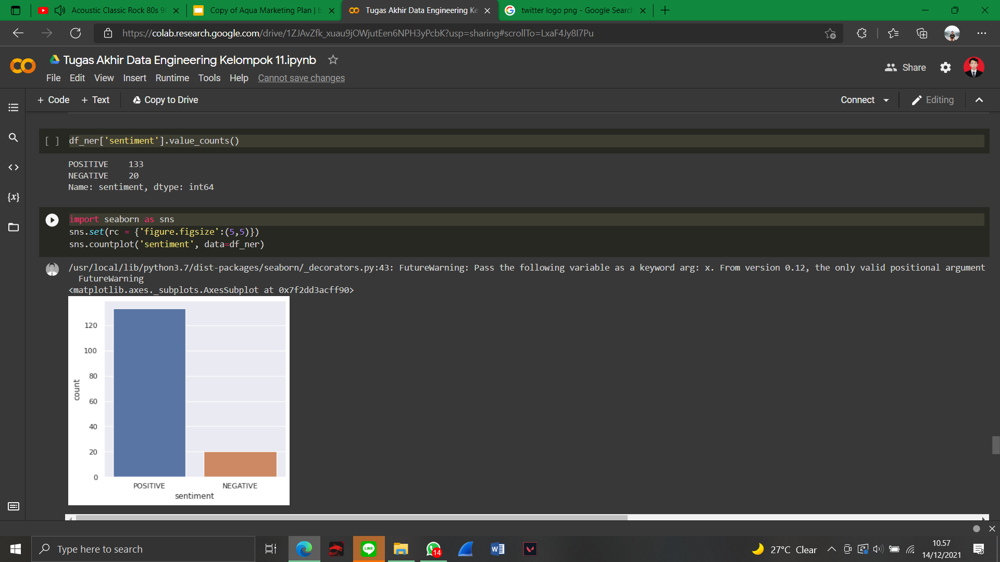 Acoustic Classic Rock 80s 90
Copy of Aqua Marketing Plan | b
Tugas Akhir Data Engineering Ke
twitter logo png - Google Search
https://colab.research.google.com/drive/1ZJAvZfk_xuau9jOWjutEen6NPH3yPcbK?usp=sharing#scrollTo=LxaF4Jy8I7Pu
Tugas Akhir Data Engineering Kelompok 11.ipynb
Share
File Edit View Insert Runtime Tools Help Cannot save changes
+ Code + Text Copy to Drive
Connect Editing
[ ] df_ner['sentiment'].value_counts()
POSITIVE 133
NEGATIVE 20
Name: sentiment, dtype: int64
{x}
import seaborn as sns
sns.set(rc = {'figure.figsize':(5,5)})
sns.countplot('sentiment', data=df_ner)
/usr/local/lib/python3.7/dist-packages/seaborn/_decorators.py:43: FutureWarning: Pass the following variable as a keyword arg: x. From version 0.12, the only valid positional argument
FutureWarning
<matplotlib.axes._subplots.AxesSubplot at 0x7f2dd3acff90>
120
100
80
60
40
20
0
count
POSITIVE NEGATIVE
sentiment
Type here to search
LINE
14
W
27°C Clear
10.57
14/12/2021